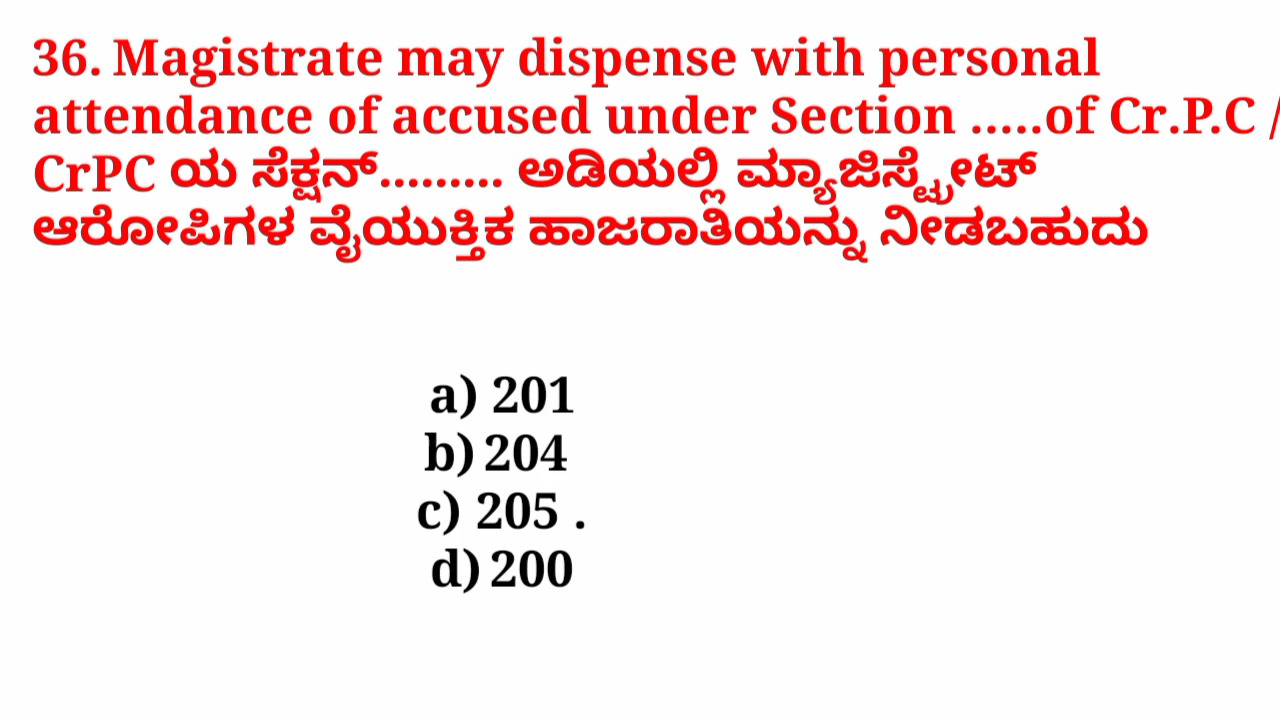 36. Magistrate may dispense with personal
attendance of accused under Section .....of Cr.P.C /
CrPC ಯ ಸೆಕ್ಷನ್......... ಅಡಿಯಲ್ಲಿ ಮ್ಯಾಜಿಸ್ಟ್ರೇಟ್
ಆರೋಪಿಗಳ ವೈಯುಕ್ತಿಕ ಹಾಜರಾತಿಯನ್ನು ನೀಡಬಹುದು
a) 201
b) 204
c) 205 .
d) 200